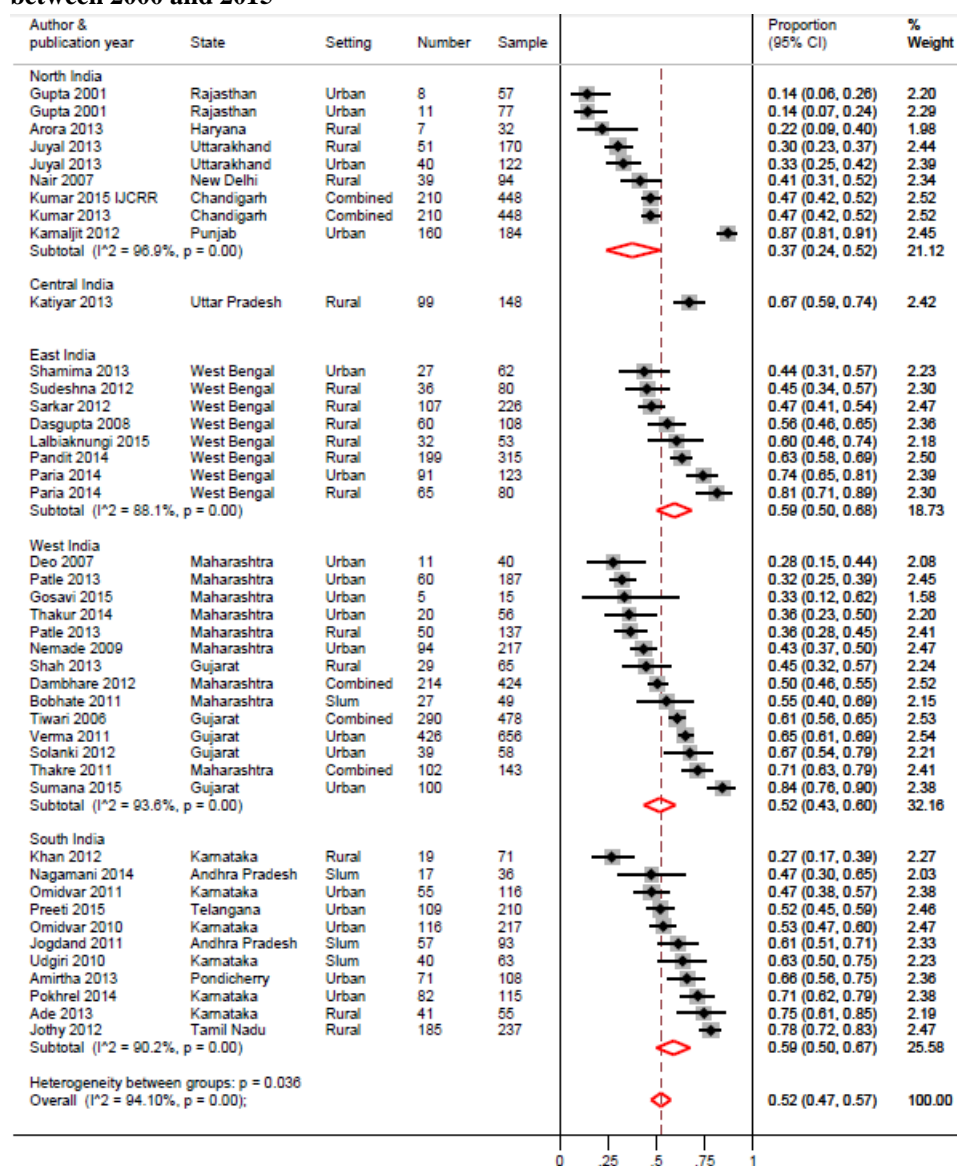 between 2000 and 2015
Author & publication year State Setting Number Sample Proportion (95% CI) % Weight
North India
Gupta 2001 Rajasthan Urban 8 57 0.14 (0.06, 0.26) 2.20
Gupta 2001 Rajasthan Urban 11 77 0.14 (0.07, 0.24) 2.29
Arora 2013 Haryana Rural 7 32 0.22 (0.09, 0.40) 1.98
Juyal 2013 Uttarakhand Rural 51 170 0.30 (0.23, 0.37) 2.44
Juyal 2013 Uttarakhand Urban 40 122 0.33 (0.25, 0.42) 2.39
Nair 2007 New Delhi Rural 39 94 0.41 (0.31, 0.52) 2.34
Kumar 2015 IJCRR Chandigarh Combined 210 448 0.47 (0.42, 0.52) 2.52
Kumar 2013 Chandigarh Combined 210 448 0.47 (0.42, 0.52) 2.52
Kamaljit 2012 Punjab Urban 160 184 0.87 (0.81, 0.91) 2.45
Subtotal (I^2 = 96.9%, p = 0.00) 0.37 (0.24, 0.52) 21.12
Central India
Katiyar 2013 Uttar Pradesh Rural 99 148 0.67 (0.59, 0.74) 2.42
East India
Shamima 2013 West Bengal Urban 27 62 0.44 (0.31, 0.57) 2.23
Sudeshna 2012 West Bengal Rural 36 80 0.45 (0.34, 0.57) 2.30
Sarkar 2012 West Bengal Rural 107 226 0.47 (0.41, 0.54) 2.47
Dasgupta 2008 West Bengal Rural 60 108 0.56 (0.46, 0.65) 2.36
Lalbiaknungi 2015 West Bengal Rural 32 53 0.60 (0.46, 0.74) 2.18
Pandit 2014 West Bengal Rural 199 315 0.63 (0.58, 0.69) 2.50
Paria 2014 West Bengal Urban 91 123 0.74 (0.65, 0.81) 2.39
Paria 2014 West Bengal Rural 65 80 0.81 (0.71, 0.89) 2.30
Subtotal (I^2 = 88.1%, p = 0.00) 0.59 (0.50, 0.68) 18.73
West India
Deo 2007 Maharashtra Urban 11 40 0.28 (0.15, 0.44) 2.08
Patle 2013 Maharashtra Urban 60 187 0.32 (0.25, 0.39) 2.45
Gosavi 2015 Maharashtra Urban 5 15 0.33 (0.12, 0.62) 1.58
Thakur 2014 Maharashtra Urban 20 56 0.36 (0.23, 0.50) 2.20
Patle 2013 Maharashtra Rural 50 137 0.36 (0.28, 0.45) 2.41
Nemade 2009 Maharashtra Urban 94 217 0.43 (0.37, 0.50) 2.47
Shah 2013 Gujarat Rural 29 65 0.45 (0.32, 0.57) 2.24
Dambhare 2012 Maharashtra Combined 214 424 0.50 (0.46, 0.55) 2.52
Bobhate 2011 Maharashtra Slum 27 49 0.55 (0.40, 0.69) 2.15
Tiwari 2006 Gujarat Combined 290 478 0.61 (0.56, 0.65) 2.53
Verma 2011 Gujarat Urban 426 656 0.65 (0.61, 0.69) 2.54
Solanki 2012 Gujarat Urban 39 58 0.67 (0.54, 0.79) 2.21
Thakre 2011 Maharashtra Combined 102 143 0.71 (0.63, 0.79) 2.41
Sumana 2015 Gujarat Urban 100 0.84 (0.76, 0.90) 2.38
Subtotal (I^2 = 93.6%, p = 0.00) 0.52 (0.43, 0.60) 32.16
South India
Khan 2012 Karnataka Rural 19 71 0.27 (0.17, 0.39) 2.27
Nagamani 2014 Andhra Pradesh Slum 17 36 0.47 (0.30, 0.65) 2.03
Omidvar 2011 Karnataka Urban 55 116 0.47 (0.38, 0.57) 2.38
Preeti 2015 Telangana Urban 109 210 0.52 (0.45, 0.59) 2.46
Omidvar 2010 Karnataka Urban 116 217 0.53 (0.47, 0.60) 2.47
Jogdand 2011 Andhra Pradesh Slum 57 93 0.61 (0.51, 0.71) 2.33
Udgiri 2010 Karnataka Slum 40 63 0.63 (0.50, 0.75) 2.23
Amirtha 2013 Pondicherry Urban 71 108 0.66 (0.56, 0.75) 2.36
Pokhrel 2014 Karnataka Urban 82 115 0.71 (0.62, 0.79) 2.38
Ade 2013 Karnataka Rural 41 55 0.75 (0.61, 0.85) 2.19
Jothy 2012 Tamil Nadu Rural 185 237 0.78 (0.72, 0.83) 2.47
Subtotal (I^2 = 90.2%, p = 0.00) 0.59 (0.50, 0.67) 25.58
Heterogeneity between groups: p = 0.036
Overall (I^2 = 94.10%, p = 0.00); 0.52 (0.47, 0.57) 100.00
0 .25 .5 .75 1